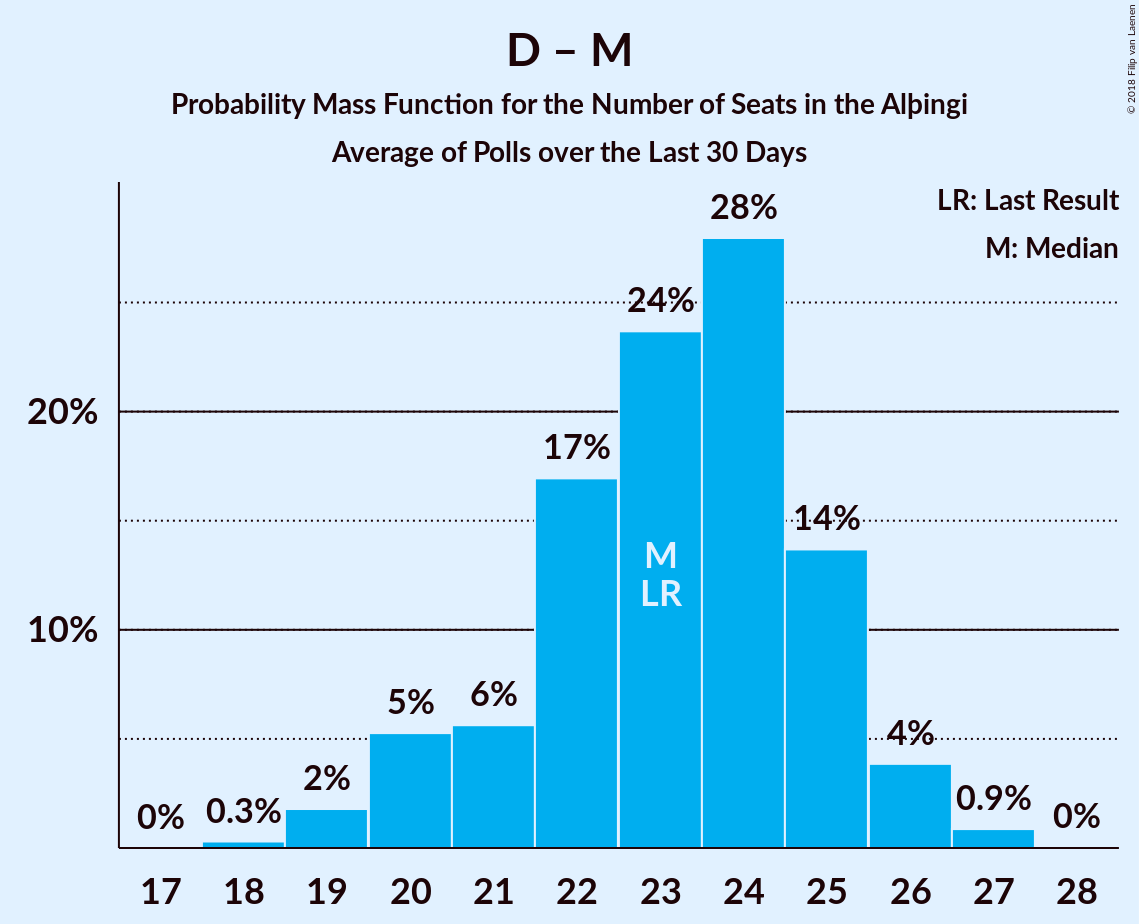 D – M
Probability Mass Function for the Number of Seats in the Alþingi
Average of Polls over the Last 30 Days
© 2018 Filip van Laenen
LR: Last Result
M: Median
28%
24%
20%
17%
14%
M
LR
10%
5%
6%
4%
2%
0%
0.3%
0.9%
0%
17 18 19 20 21 22 23 24 25 26 27 28